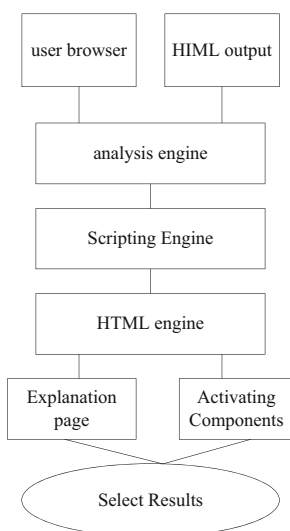 user browser
HIML output
analysis engine
Scripting Engine
HTML engine
Explanation
page
Activating
Components
Select Results